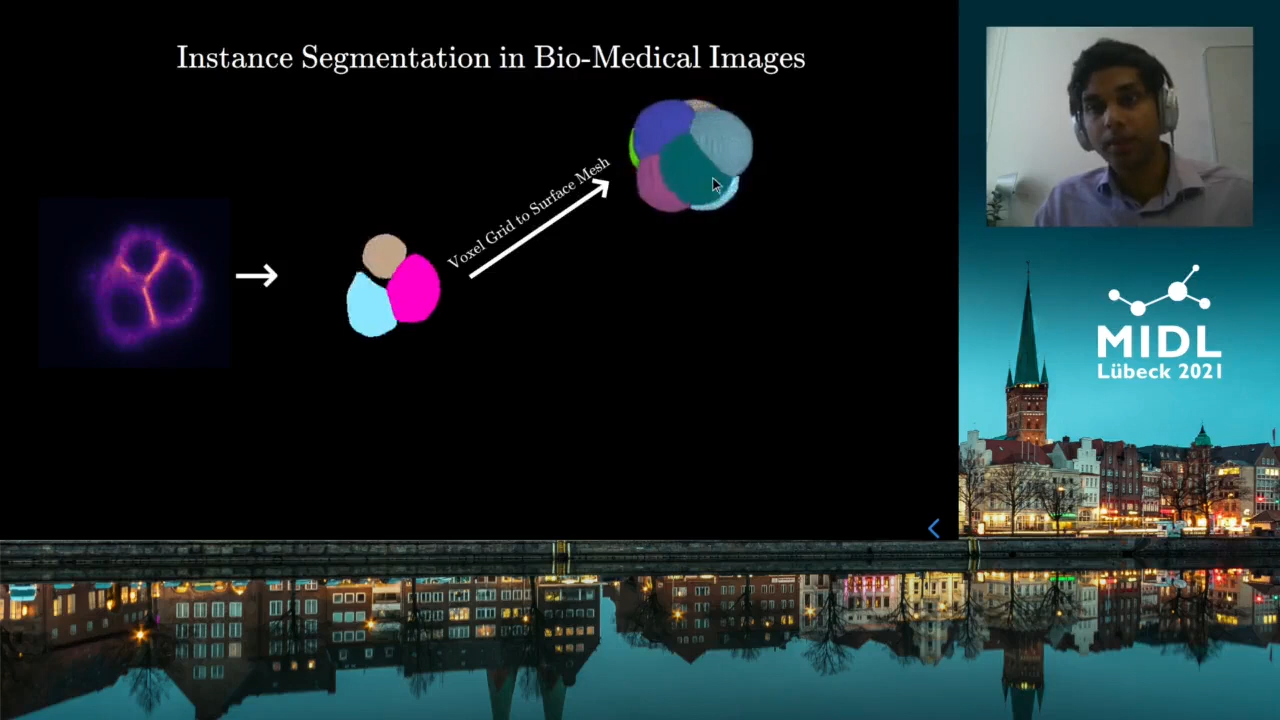 Instance Segmentation in Bio-Medical Images
Voxel Grid to Surface Mesh
MIDL
Lübeck 2021